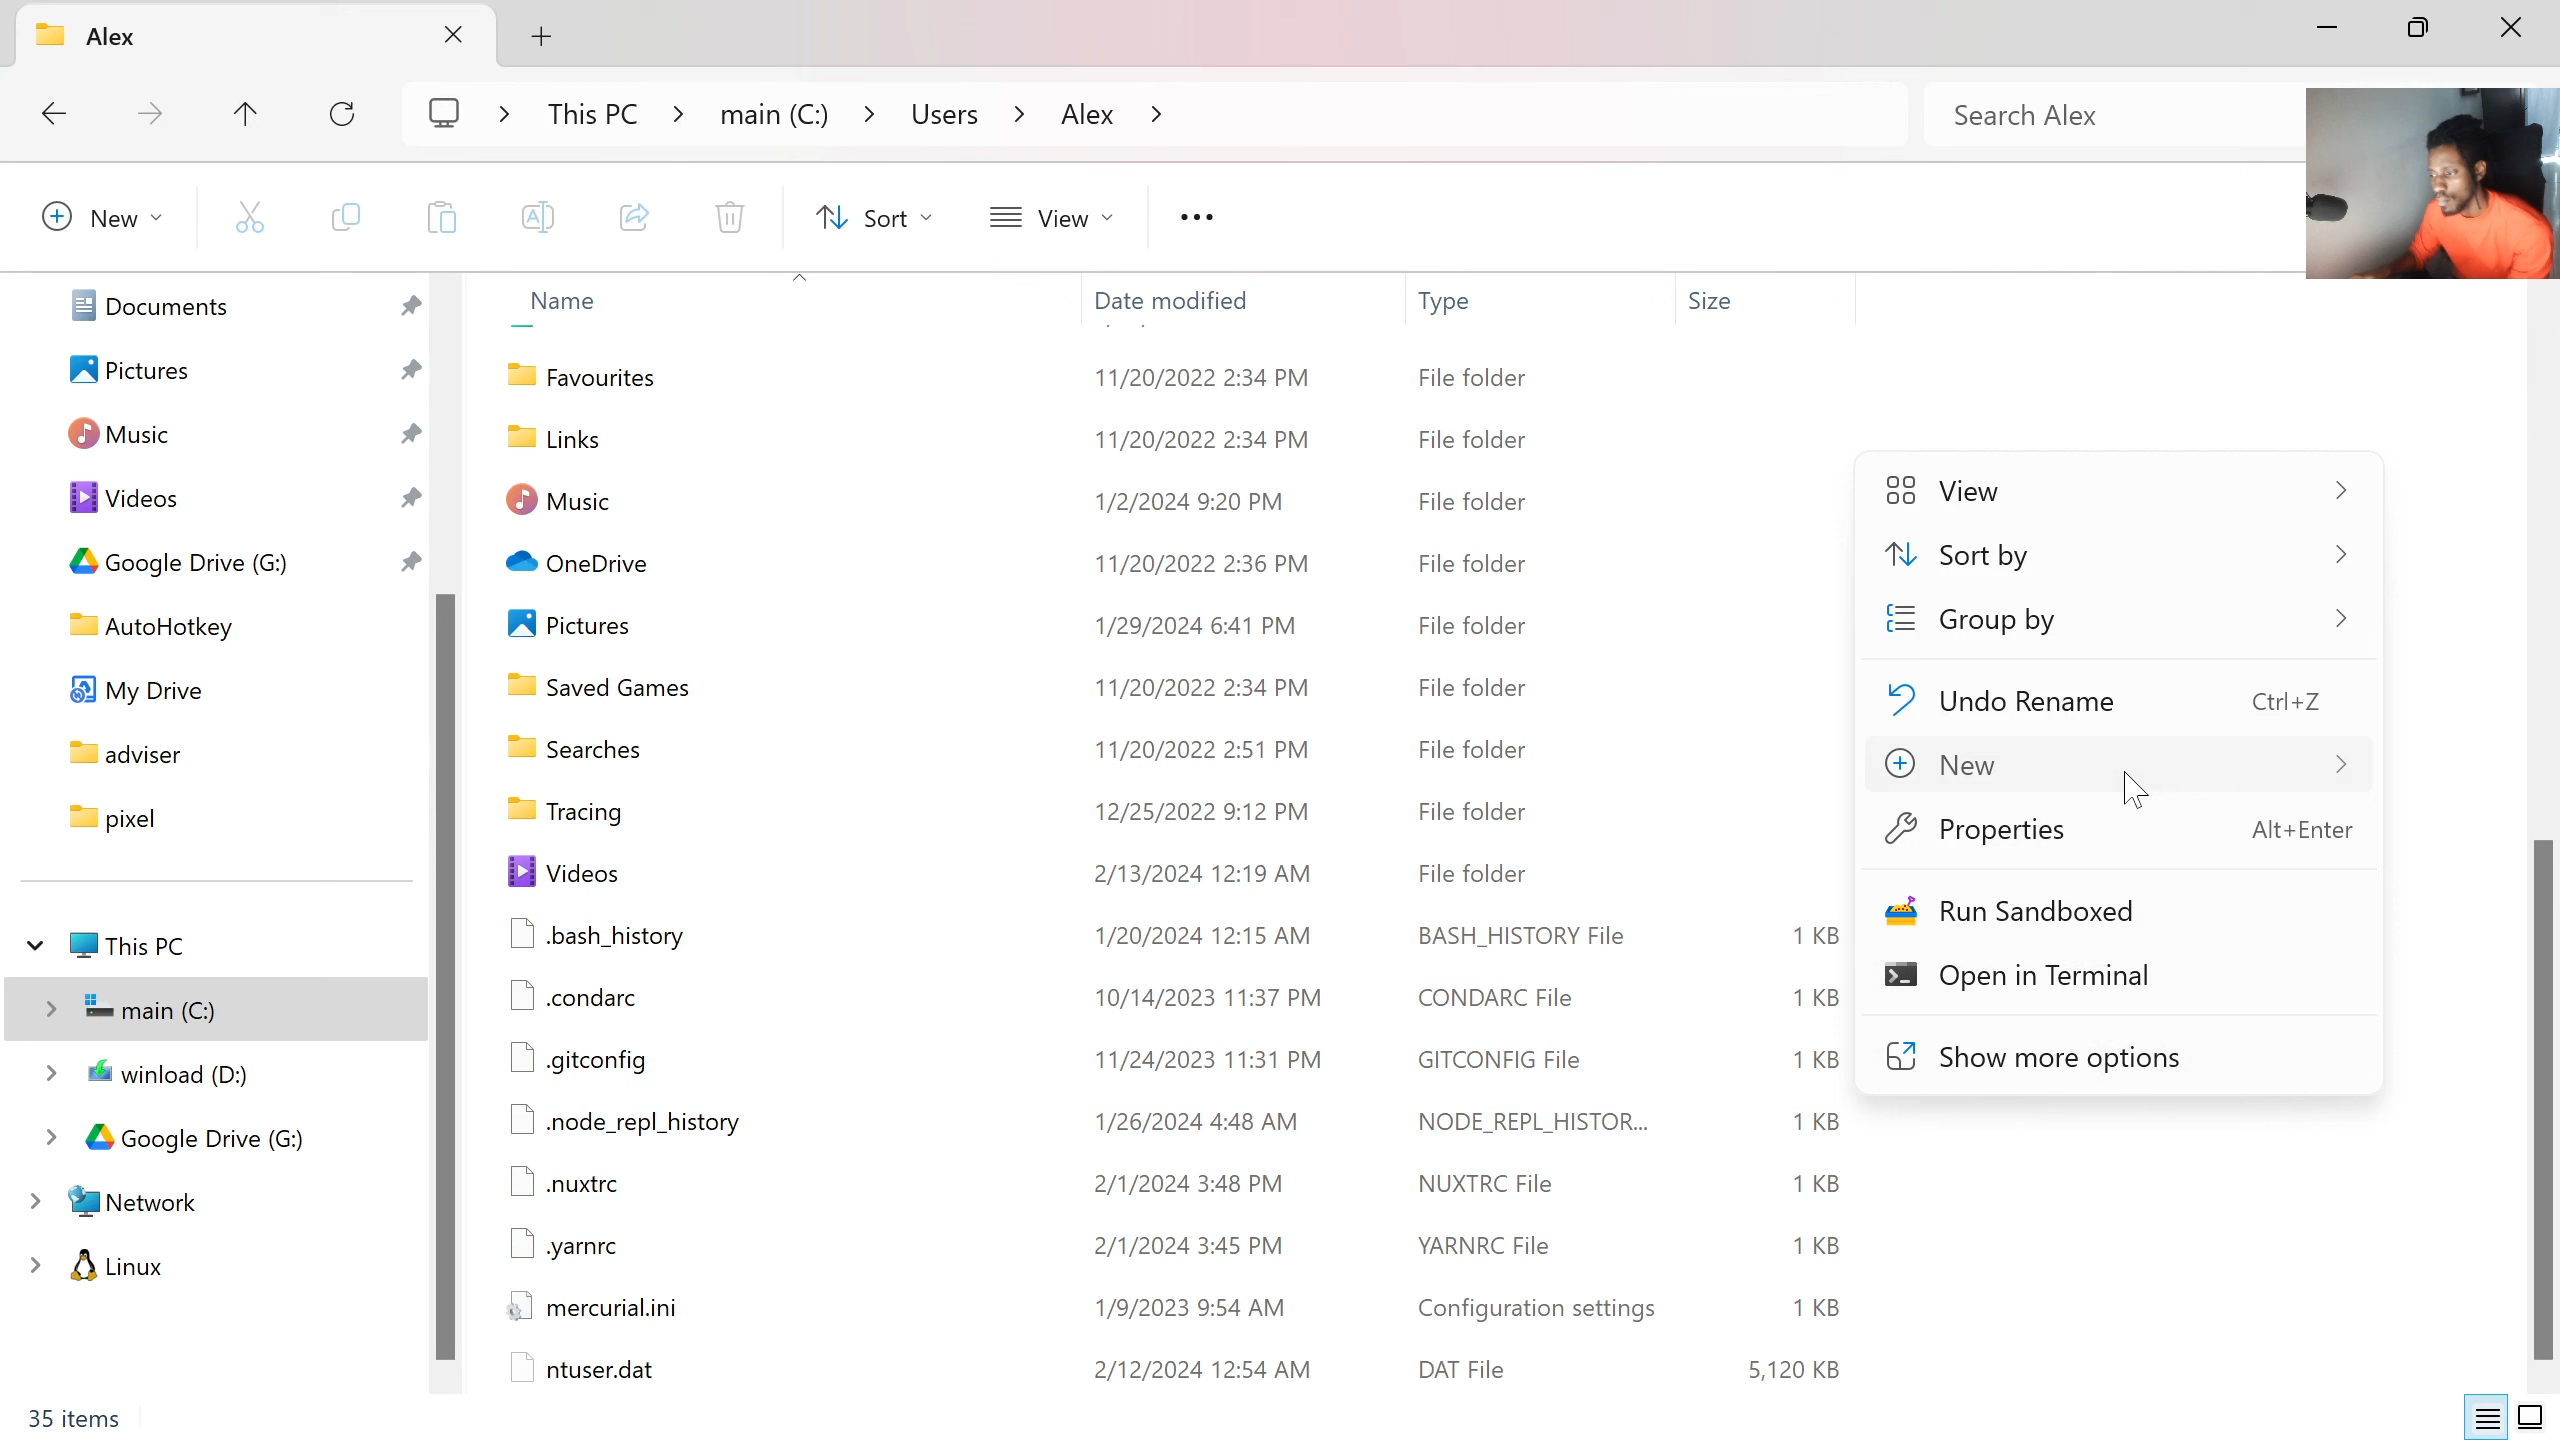 Alex
This PC
main (C:)
Users
Alex
Search Alex
New
Sort
View
Name
Date modified
Type
Size
Documents
Pictures
Music
Videos
Google Drive (G:)
AutoHotkey
My Drive
adviser
pixel
This PC
main (C:)
winload (D:)
Google Drive (G:)
Network
Linux
Favourites 11/20/2022 2:34 PM File folder
Links 11/20/2022 2:34 PM File folder
Music 1/2/2024 9:20 PM File folder
OneDrive 11/20/2022 2:36 PM File folder
Pictures 1/29/2024 6:41 PM File folder
Saved Games 11/20/2022 2:34 PM File folder
Searches 11/20/2022 2:51 PM File folder
Tracing 12/25/2022 9:12 PM File folder
Videos 2/13/2024 12:19 AM File folder
.bash_history 1/20/2024 12:15 AM BASH_HISTORY File 1 KB
.condarc 10/14/2023 11:37 PM CONDARC File 1 KB
.gitconfig 11/24/2023 11:31 PM GITCONFIG File 1 KB
.node_repl_history 1/26/2024 4:48 AM NODE_REPL_HISTOR... 1 KB
.nuxtrc 2/1/2024 3:48 PM NUXTRC File 1 KB
.yarnrc 2/1/2024 3:45 PM YARNRC File 1 KB
mercurial.ini 1/9/2023 9:54 AM Configuration settings 1 KB
ntuser.dat 2/12/2024 12:54 AM DAT File 5,120 KB
View
Sort by
Group by
Undo Rename Ctrl+Z
New
Properties Alt+Enter
Run Sandboxed
Open in Terminal
Show more options
35 items